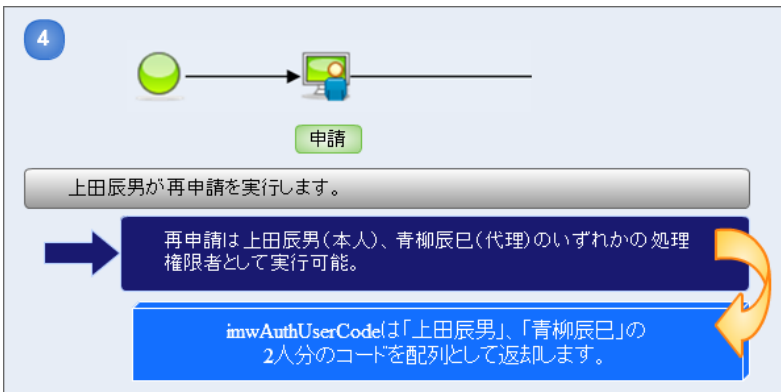 4
申請
上田辰男が再申請を実行します。
再申請は上田辰男(本人)、青柳辰巳(代理)のいずれかの処理
権限者として実行可能。
imwAuthUserCodeは「上田辰男」、「青柳辰巳」の
2人分のコードを配列として返却します。